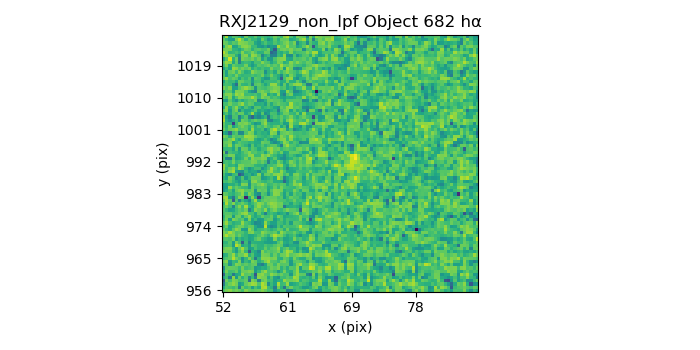 RXJ2129_non_lpf Object 682 hα
y (pix)
1019
1010
1001
992
983
974
965
956
52 61 69 78
x (pix)